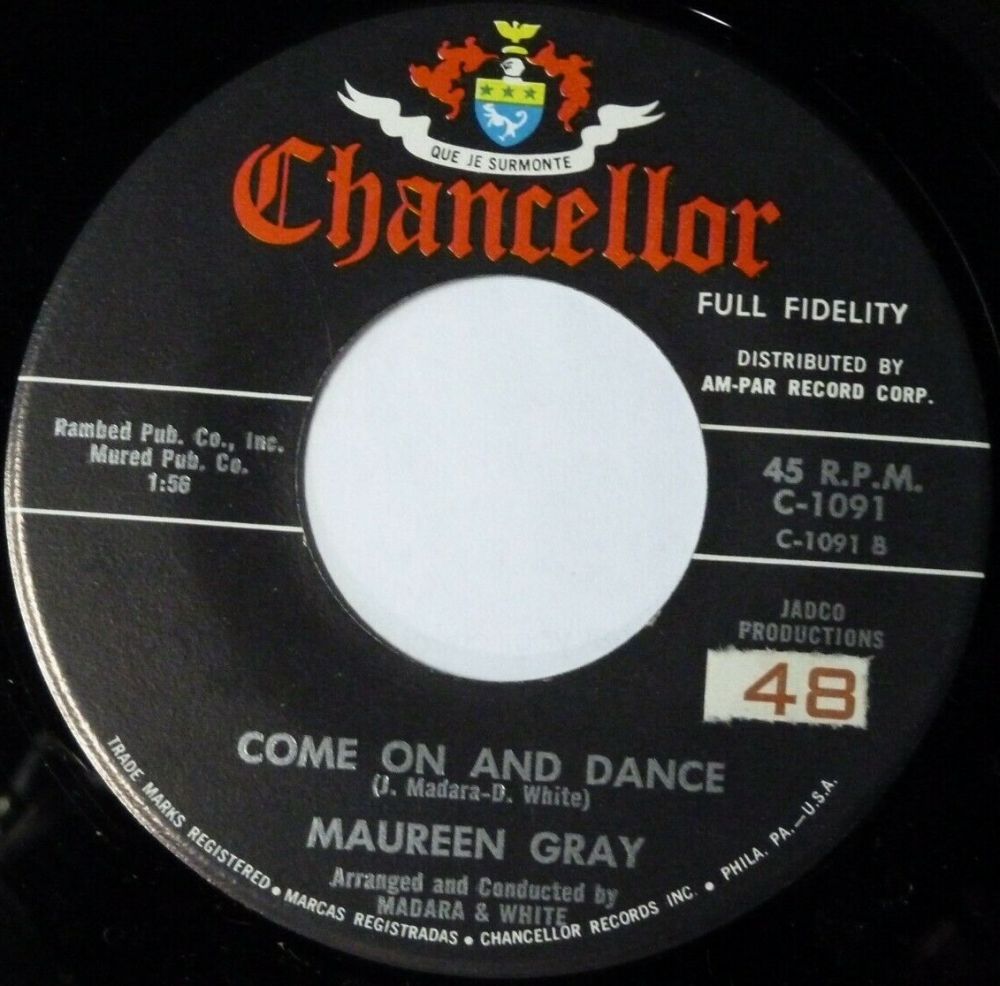 QUE JE SURMONTE
Chancellor
FULL FIDELITY
DISTRIBUTED BY
AM-PAR RECORD CORP.
Rambed Pub. Co., Inc.
Mured Pub. Co.
1:56
45 R.P.M.
C-1091
C-1091 B
JADCO
PRODUCTIONS
48
COME ON AND DANCE
(J. Madara-D. White)
MAUREEN GRAY
Arranged and Conducted by
MADARA & WHITE
TRADE MARKS REGISTERED • MARCAS REGISTRADAS • CHANCELLOR RECORDS INC. • PHILA. PA.—U.S.A.